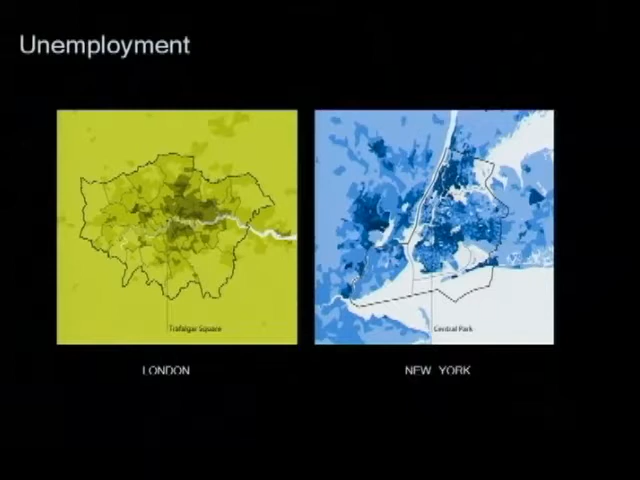 Unemployment
Trafalgar Square
Central Park
LONDON
NEW YORK